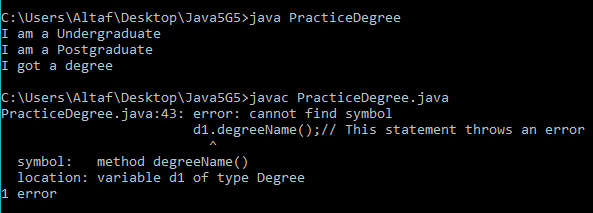 C:\Users\Altaf\Desktop\Java5G5>java PracticeDegree
I am a Undergraduate
I am a Postgraduate
I got a degree
C:\Users\Altaf\Desktop\Java5G5>javac PracticeDegree.java
PracticeDegree.java:43: error: cannot find symbol
d1.degreeName();// This statement throws an error
^
symbol:   method degreeName()
location: variable d1 of type Degree
1 error